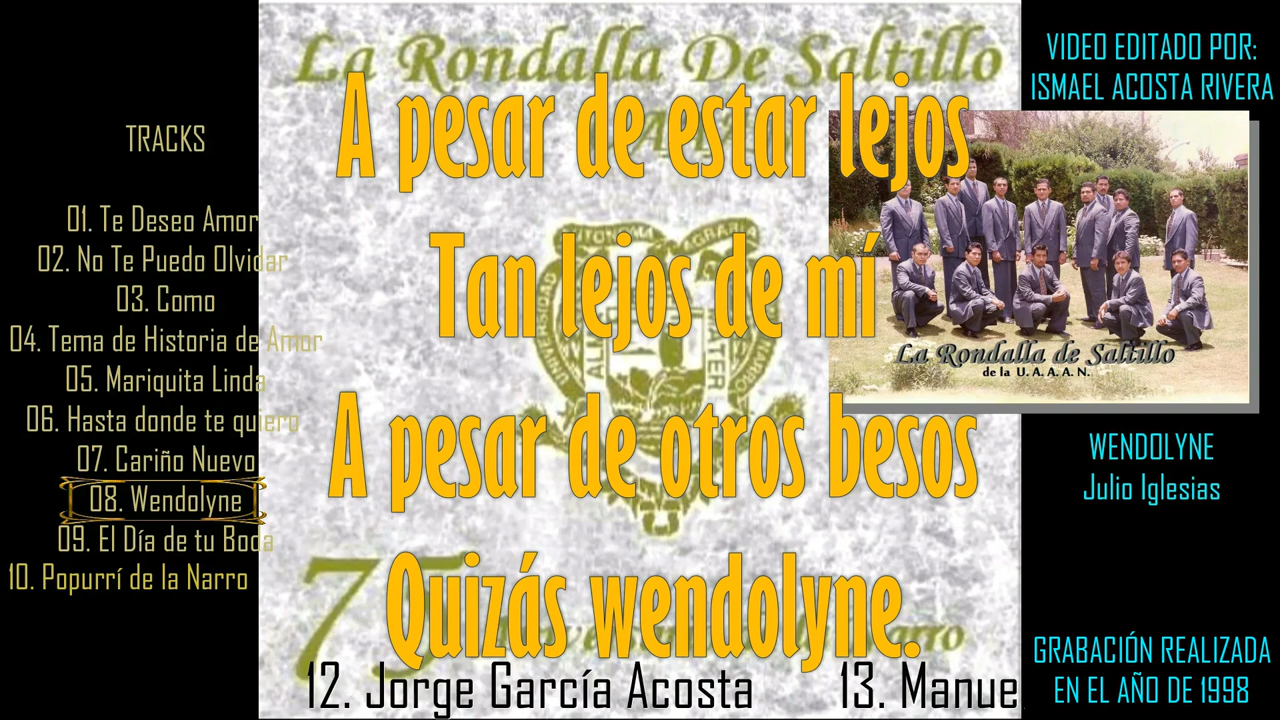 La Rondalla De Saltillo
A pesar de estar lejos
Tan lejos de mí
A pesar de otros besos
Quizás wendolyne.
75
12. Jorge García Acosta 13. Manue
TRACKS
01. Te Deseo Amor
02. No Te Puedo Olvidar
03. Como
04. Tema de Historia de Amor
05. Mariquita Linda
06. Hasta donde te quiero
07. Cariño Nuevo
08. Wendolyne
09. El Día de tu Boda
10. Popurrí de la Narro
VIDEO EDITADO POR:
ISMAEL ACOSTA RIVERA
La Rondalla de Saltillo
de la U. A. A. A. N.
WENDOLYNE
Julio Iglesias
GRABACIÓN REALIZADA
EN EL AÑO DE 1998